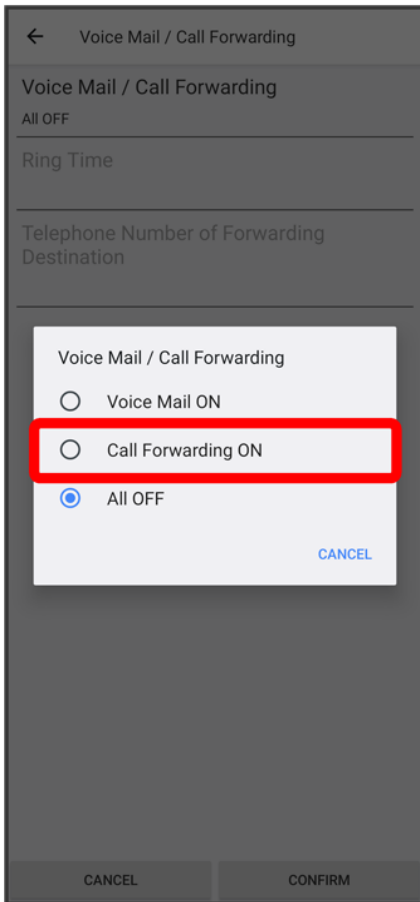 Voice Mail / Call Forwarding
Voice Mail / Call Forwarding
All OFF
Ring Time
Telephone Number of Forwarding
Destination
Voice Mail / Call Forwarding
Voice Mail ON
Call Forwarding ON
All OFF
CANCEL
CANCEL CONFIRM